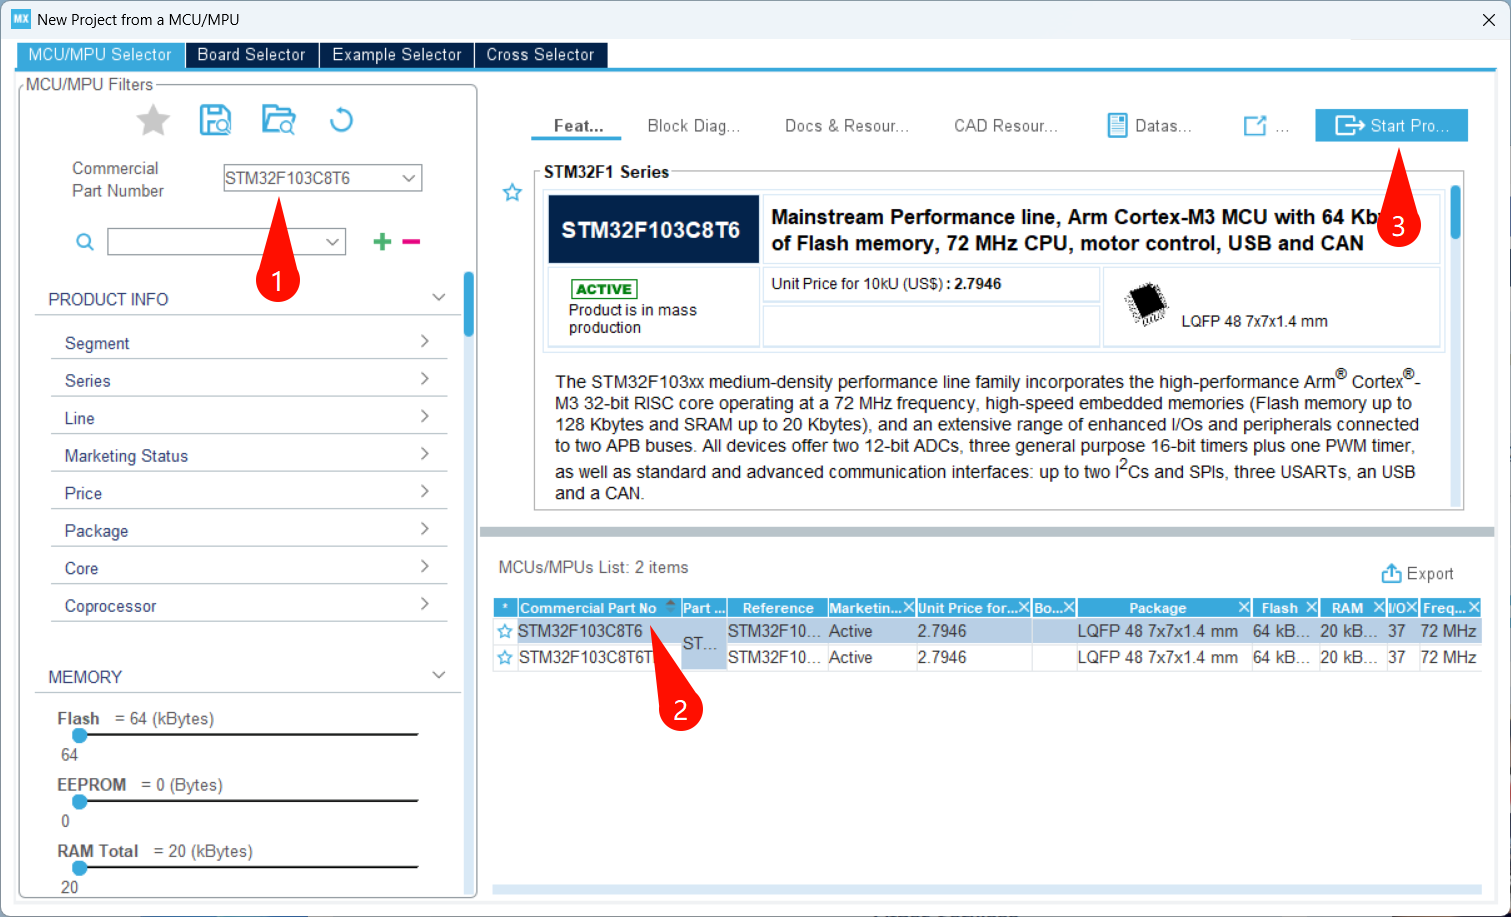 MX New Project from a MCU/MPU
MCU/MPU Selector Board Selector Example Selector Cross Selector
MCU/MPU Filters
Commercial
Part Number
STM32F103C8T6
1
PRODUCT INFO
Segment
Series
Line
Marketing Status
Price
Package
Core
Coprocessor
MEMORY
Flash = 64 (kBytes)
64
EEPROM = 0 (Bytes)
0
RAM Total = 20 (kBytes)
20
Feat... Block Diag... Docs & Resour... CAD Resour... Datas... ... Start Pro...
3
STM32F1 Series
STM32F103C8T6
Mainstream Performance line, Arm Cortex-M3 MCU with 64 Kb
of Flash memory, 72 MHz CPU, motor control, USB and CAN
ACTIVE
Product is in mass
production
Unit Price for 10kU (US$) : 2.7946
LQFP 48 7x7x1.4 mm
The STM32F103xx medium-density performance line family incorporates the high-performance Arm® Cortex®-
M3 32-bit RISC core operating at a 72 MHz frequency, high-speed embedded memories (Flash memory up to
128 Kbytes and SRAM up to 20 Kbytes), and an extensive range of enhanced I/Os and peripherals connected
to two APB buses. All devices offer two 12-bit ADCs, three general purpose 16-bit timers plus one PWM timer,
as well as standard and advanced communication interfaces: up to two I2Cs and SPIs, three USARTs, an USB
and a CAN.
MCUs/MPUs List: 2 items
Export
* Commercial Part No Part ... Reference Marketin... Unit Price for... Bo... Package Flash RAM I/O Freq...
STM32F103C8T6 ST... STM32F10... Active 2.7946 LQFP 48 7x7x1.4 mm 64 kB... 20 kB... 37 72 MHz
STM32F103C8T6T STM32F10... Active 2.7946 LQFP 48 7x7x1.4 mm 64 kB... 20 kB... 37 72 MHz
2